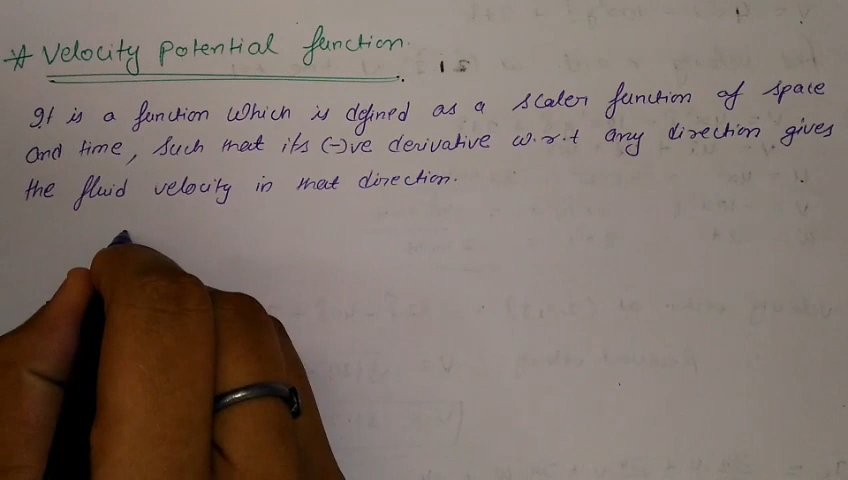 * Velocity potential function.
It is a function which is defined as a scaler function of space
and time, such that its (-)ve derivative w.r.t any direction gives
the fluid velocity in that direction.